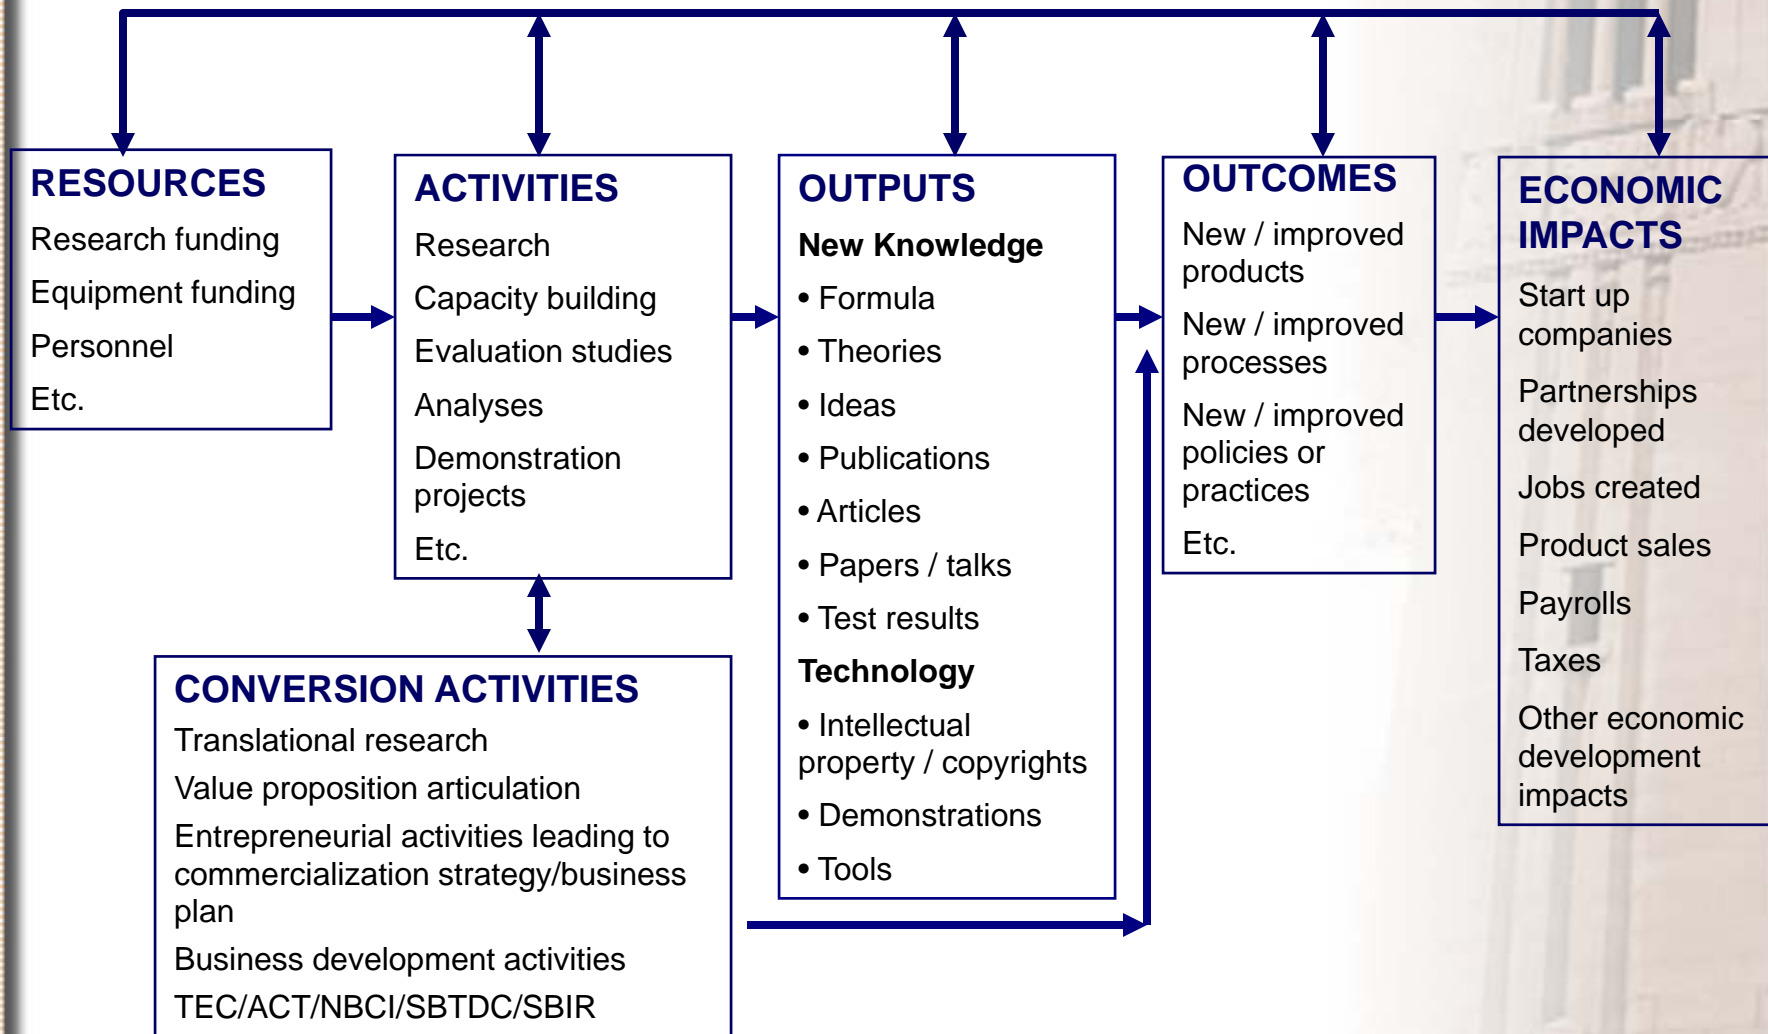 RESOURCES
Research funding
Equipment funding
Personnel
Etc.
ACTIVITIES
Research
Capacity building
Evaluation studies
Analyses
Demonstration
projects
Etc.
CONVERSION ACTIVITIES
Translational research
Value proposition articulation
Entrepreneurial activities leading to
commercialization strategy/business
plan
Business development activities
TEC/ACT/NBCI/SBTDC/SBIR
OUTPUTS
New Knowledge
• Formula
• Theories
• Ideas
• Publications
• Articles
• Papers / talks
• Test results
Technology
• Intellectual
property / copyrights
• Demonstrations
• Tools
OUTCOMES
New / improved
products
New / improved
processes
New / improved
policies or
practices
Etc.
ECONOMIC
IMPACTS
Start up
companies
Partnerships
developed
Jobs created
Product sales
Payrolls
Taxes
Other economic
development
impacts